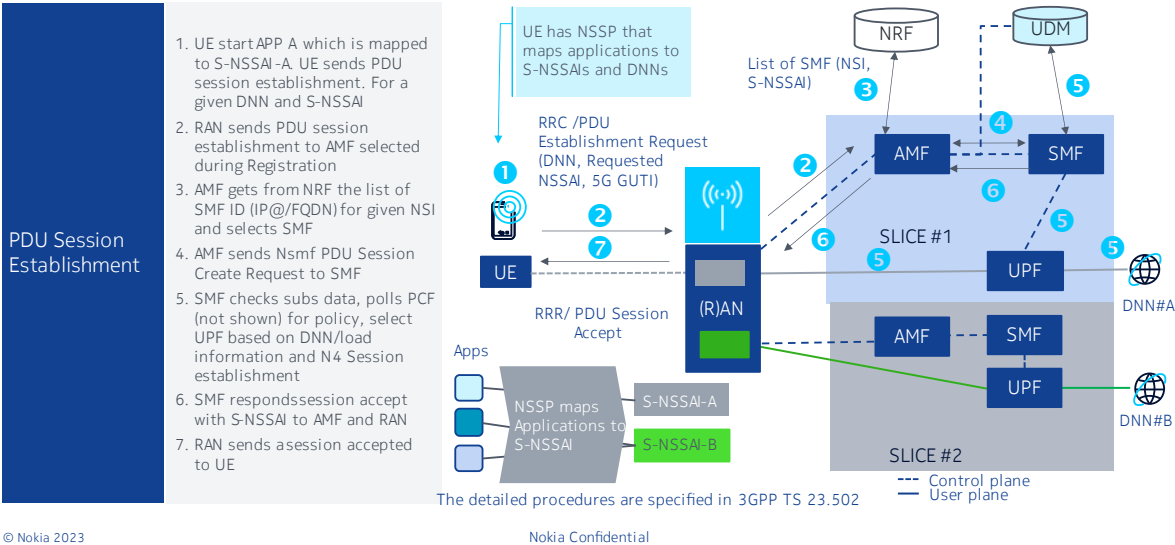 PDU Session
Establishment
1. UE start APP A which is mapped
to S-NSSAI-A. UE sends PDU
session establishment. For a
given DNN and S-NSSAI
2. RAN sends PDU session
establishment to AMF selected
during Registration
3. AMF gets from NRF the list of
SMF ID (IP@/FQDN) for given NSI
and selects SMF
4. AMF sends Nsmf PDU Session
Create Request to SMF
5. SMF checks subs data, polls PCF
(not shown) for policy, select
UPF based on DNN/load
information and N4 Session
establishment
6. SMF respondssession accept
with S-NSSAI to AMF and RAN
7. RAN sends asession accepted
to UE
UE has NSSP that
maps applications to
S-NSSAIs and DNNs
NRF
UDM
List of SMF (NSI,
S-NSSAI)
3
5
RRC /PDU
Establishment Request
(DNN, Requested
NSSAI, 5G GUTI)
1
2
2
4
AMF
SMF
6
6
7
SLICE #1
5
5
5
UE
UPF
DNN#A
(R)AN
RRR/ PDU Session
Accept
AMF
SMF
UPF
DNN#B
SLICE #2
Apps
NSSP maps
Applications to
S-NSSAI
S-NSSAI-A
S-NSSAI-B
Control plane
User plane
The detailed procedures are specified in 3GPP TS 23.502
© Nokia 2023
Nokia Confidential